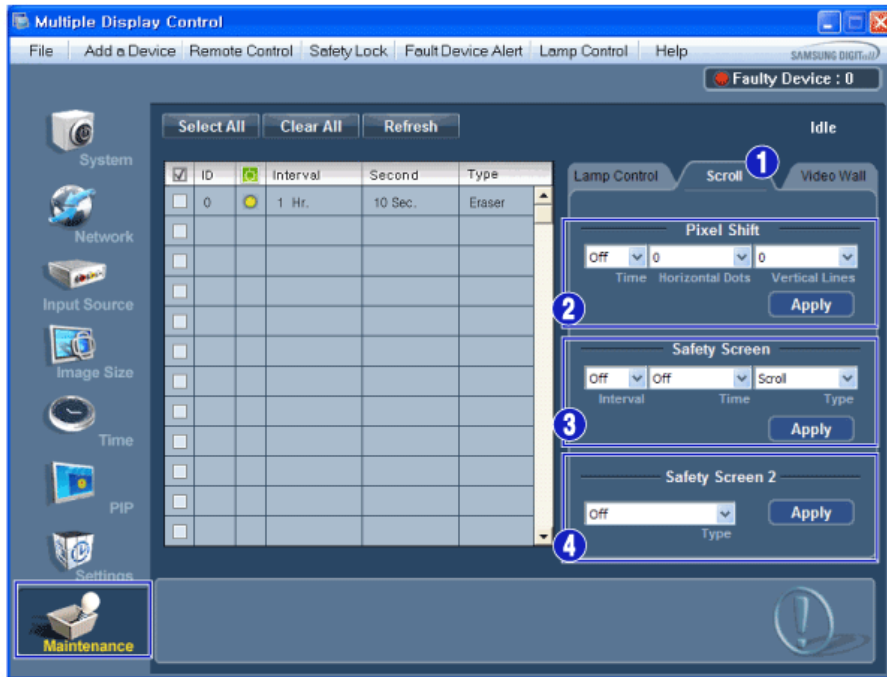 Multiple Display Control
File Add a Device Remote Control Safety Lock Fault Device Alert Lamp Control Help
SAMSUNG DIGITall
Faulty Device : 0
Select All Clear All Refresh
Idle
System
Network
Input Source
Image Size
Time
PIP
Settings
Maintenance
ID Interval Second Type
0 1 Hr. 10 Sec. Eraser
Lamp Control Scroll 1 Video Wall
Pixel Shift
Off 0 0
Time Horizontal Dots Vertical Lines
2 Apply
Safety Screen
Off Off Scroll
Interval Time Type
3 Apply
Safety Screen 2
Off Apply
Type
4